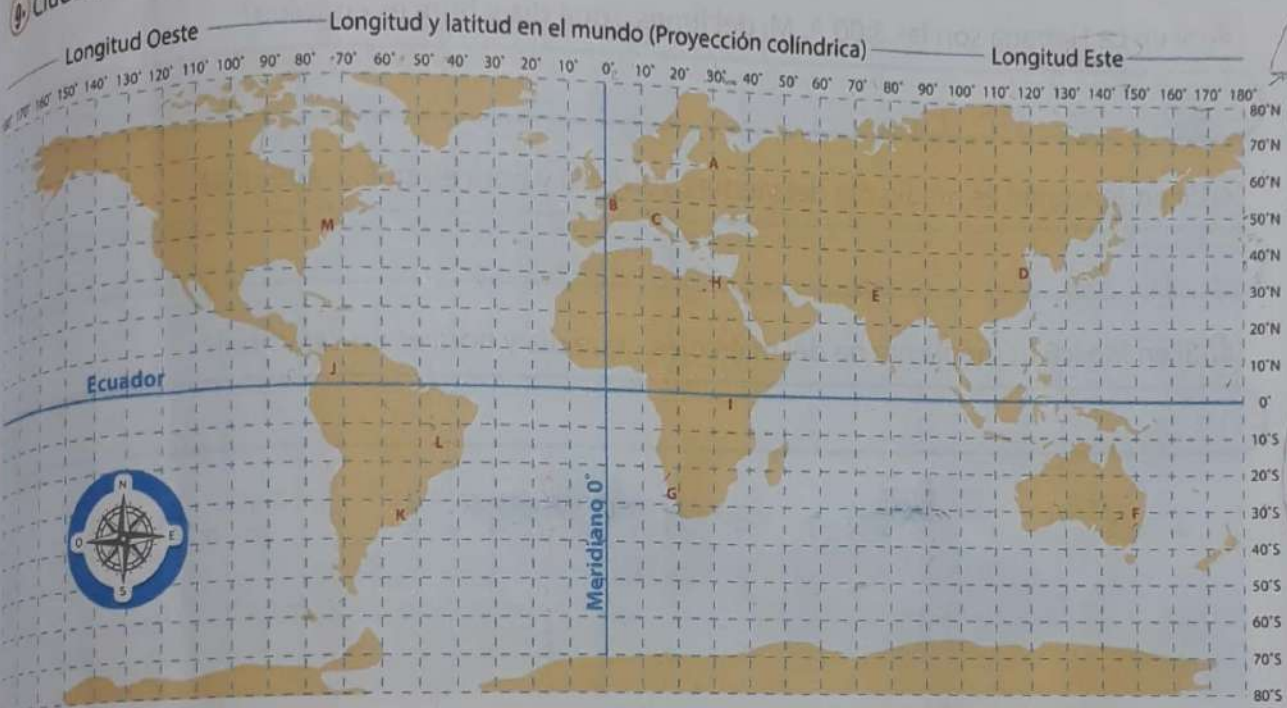 9.
Longitud y latitud en el mundo (Proyección colíndrica)
Longitud Oeste
Longitud Este
170° 160° 150° 140° 130° 120° 110° 100° 90° 80° 70° 60° 50° 40° 30° 20° 10° 0° 10° 20° 30° 40° 50° 60° 70° 80° 90° 100° 110° 120° 130° 140° 150° 160° 170° 180°
80°N
70°N
A
60°N
B
C
50°N
M
40°N
H
D
E
30°N
20°N
J
10°N
Ecuador
I
0°
L
10°S
20°S
G
K
F
30°S
N
O
E
S
Meridiano 0°
40°S
50°S
60°S
70°S
80°S